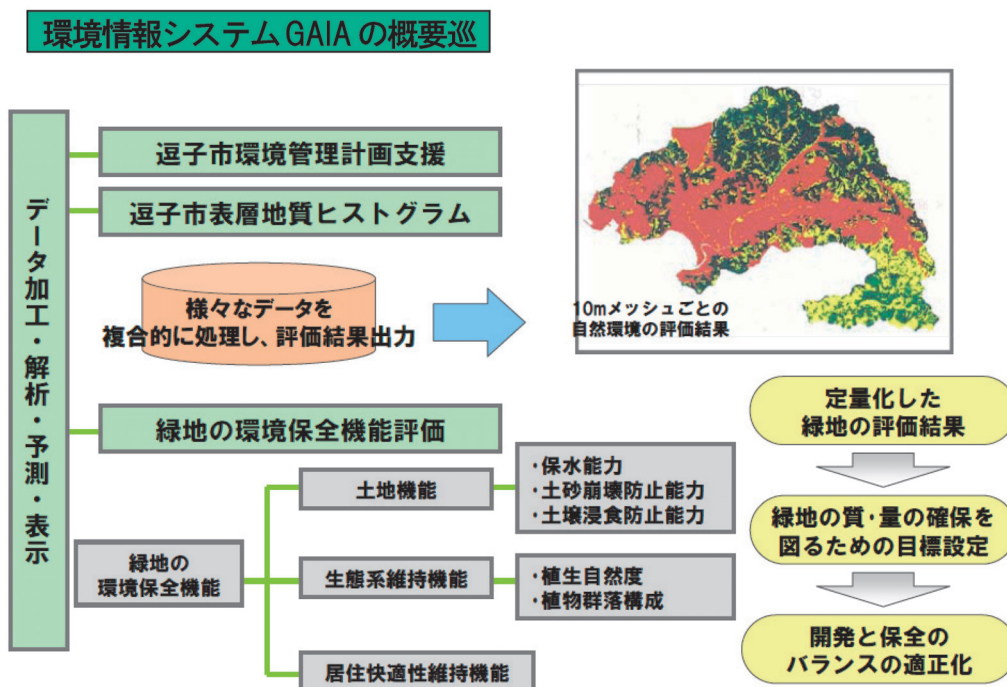 環境情報システムGAIAの概要巡
データ加工・解析・予測・表示
逗子市環境管理計画支援
逗子市表層地質ヒストグラム
様々なデータを
複合的に処理し、評価結果出力
10mメッシュごとの
自然環境の評価結果
緑地の環境保全機能評価
緑地の
環境保全機能
土地機能
・保水能力
・土砂崩壊防止能力
・土壌浸食防止能力
生態系維持機能
・植生自然度
・植物群落構成
居住快適性維持機能
定量化した
緑地の評価結果
緑地の質・量の確保を
図るための目標設定
開発と保全の
バランスの適正化